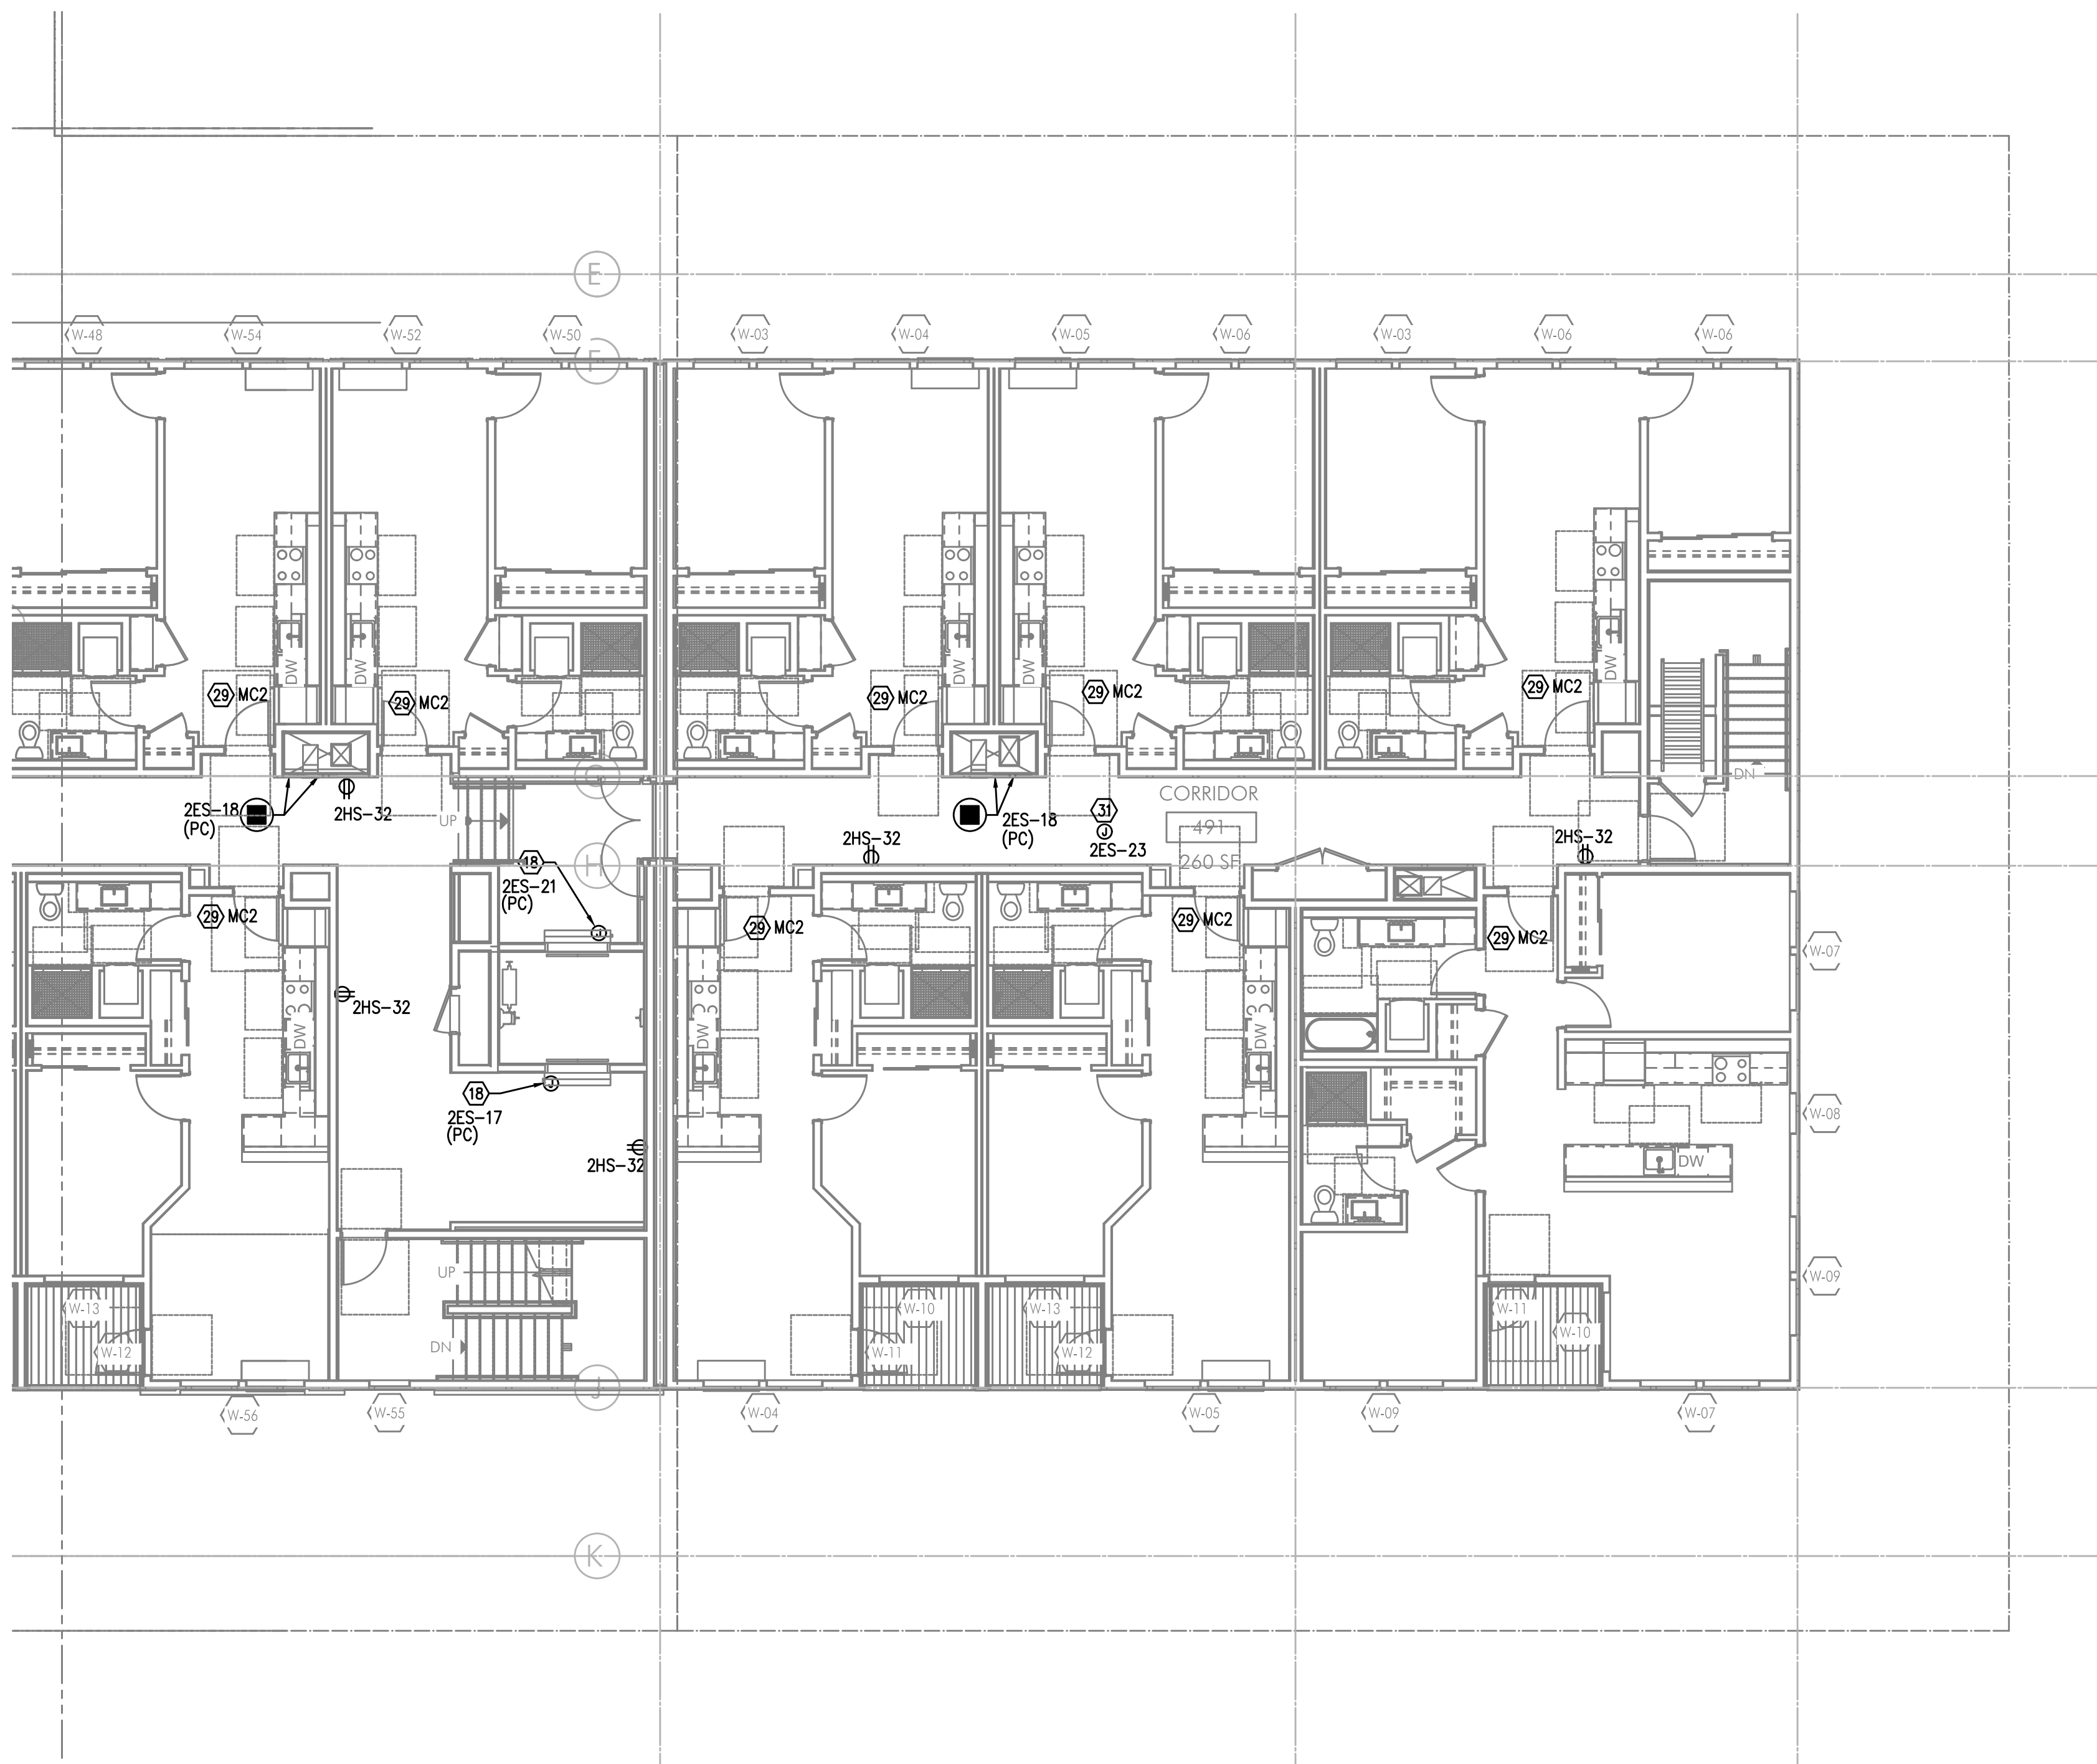 E
W-48
W-54
W-52
W-50
W-03
W-04
W-05
W-06
W-03
W-06
W-06
F
DW
DW
DW
DW
DW
29 MC2
29 MC2
29 MC2
29 MC2
29 MC2
G
DN
2ES-18
(PC)
2HS-32
UP
2ES-18
(PC)
31
J
2ES-23
CORRIDOR
491
260 SF
2HS-32
2HS-32
H
18
2ES-21
(PC)
J
29 MC2
29 MC2
29 MC2
29 MC2
W-07
2HS-32
DW
DW
DW
18
J
2ES-17
(PC)
2HS-32
W-08
DW
UP
DN
W-09
W-13
W-12
W-10
W-11
W-13
W-12
W-11
W-10
J
W-56
W-55
W-04
W-05
W-09
W-07
K